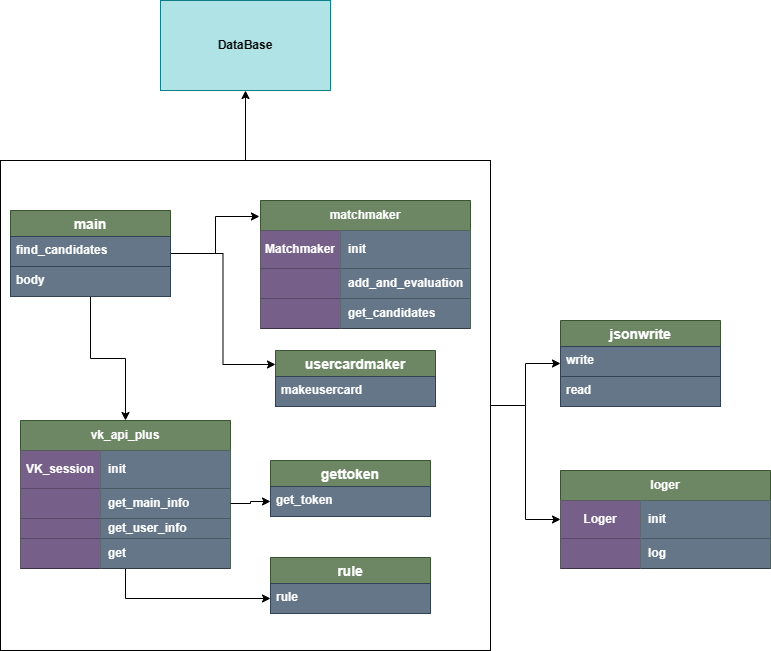 DataBase
main
find_candidates
body
matchmaker
Matchmaker init
add_and_evaluation
get_candidates
usercardmaker
makeusercard
vk_api_plus
VK_session init
get_main_info
get_user_info
get
gettoken
get_token
rule
rule
jsonwrite
write
read
loger
Loger init
log